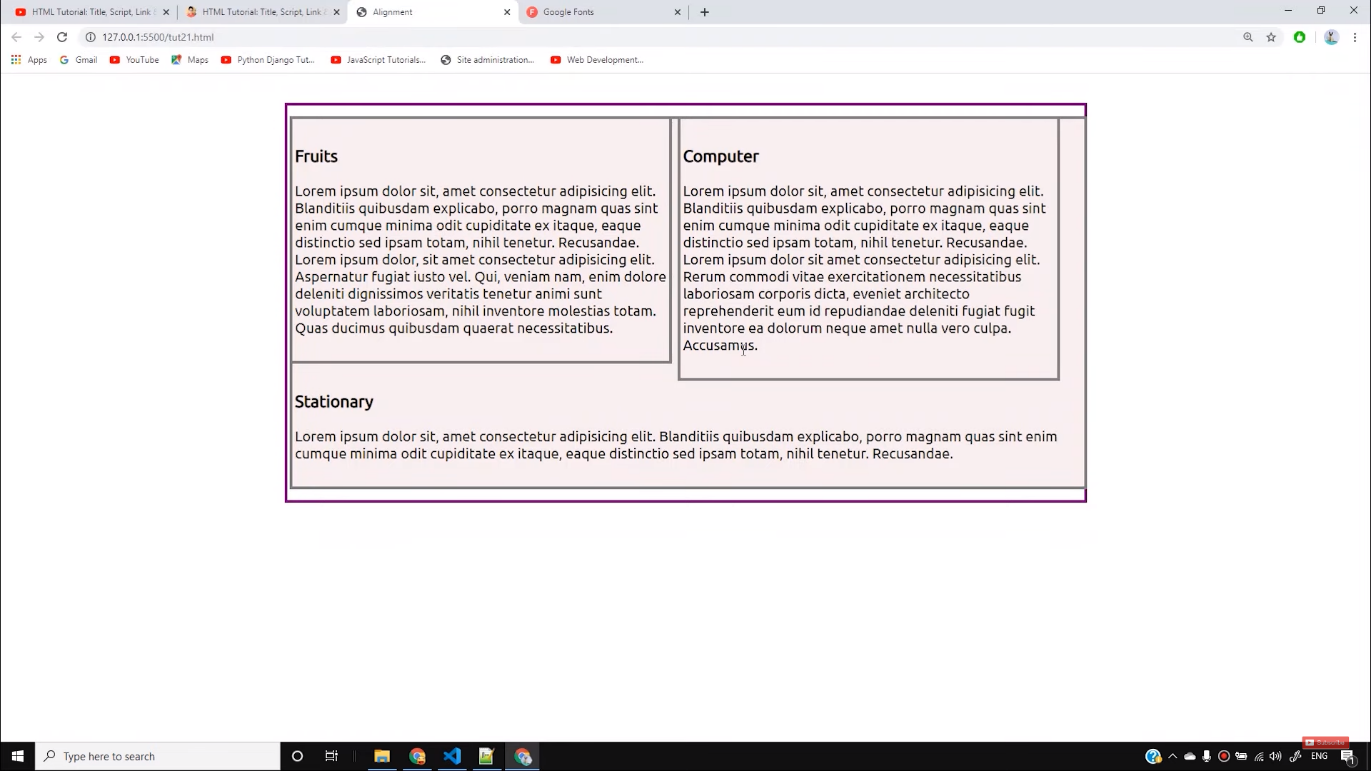 HTML Tutorial: Title, Script, Link
HTML Tutorial: Title, Script, Link
Alignment
Google Fonts
127.0.0.1:5500/tut21.html
Apps
Gmail
YouTube
Maps
Python Django Tut...
JavaScript Tutorials...
Site administration...
Web Development...
Fruits
Lorem ipsum dolor sit, amet consectetur adipisicing elit.
Blanditiis quibusdam explicabo, porro magnam quas sint
enim cumque minima odit cupiditate ex itaque, eaque
distinctio sed ipsam totam, nihil tenetur. Recusandae.
Lorem ipsum dolor, sit amet consectetur adipisicing elit.
Aspernatur fugiat iusto vel. Qui, veniam nam, enim dolore
deleniti dignissimos veritatis tenetur animi sunt
voluptatem laboriosam, nihil inventore molestias totam.
Quas ducimus quibusdam quaerat necessitatibus.
Computer
Lorem ipsum dolor sit, amet consectetur adipisicing elit.
Blanditiis quibusdam explicabo, porro magnam quas sint
enim cumque minima odit cupiditate ex itaque, eaque
distinctio sed ipsam totam, nihil tenetur. Recusandae.
Lorem ipsum dolor sit amet consectetur adipisicing elit.
Rerum commodi vitae exercitationem necessitatibus
laboriosam corporis dicta, eveniet architecto
reprehenderit eum id repudiandae deleniti fugiat fugit
inventore ea dolorum neque amet nulla vero culpa.
Accusamus.
Stationary
Lorem ipsum dolor sit, amet consectetur adipisicing elit. Blanditiis quibusdam explicabo, porro magnam quas sint enim
cumque minima odit cupiditate ex itaque, eaque distinctio sed ipsam totam, nihil tenetur. Recusandae.
Subscribe
Type here to search
ENG
1